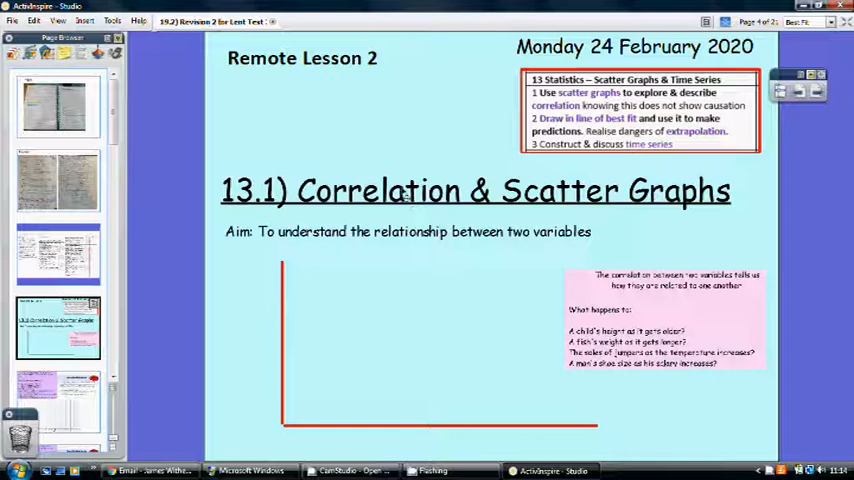 ActivInspire - Studio
File Edit View Insert Tools Help
19.2) Revision 2 for Lent Test
Page 4 of 21
Best Fit
Page Browser
Remote Lesson 2
Monday 24 February 2020
13 Statistics – Scatter Graphs & Time Series
1 Use scatter graphs to explore & describe
correlation knowing this does not show causation
2 Draw in line of best fit and use it to make
predictions. Realise dangers of extrapolation.
3 Construct & discuss time series
13.1) Correlation & Scatter Graphs
Aim: To understand the relationship between two variables
The correlation between two variables tells us
how they are related to one another
What happens to:
A child's height as it gets older?
A fish's weight as it gets longer?
The sales of jumpers as the temperature increases?
A man's shoe size as his salary increases?
Email - James Withe...
Microsoft Windows
CamStudio - Open ...
Flashing
ActivInspire - Studio
11:14